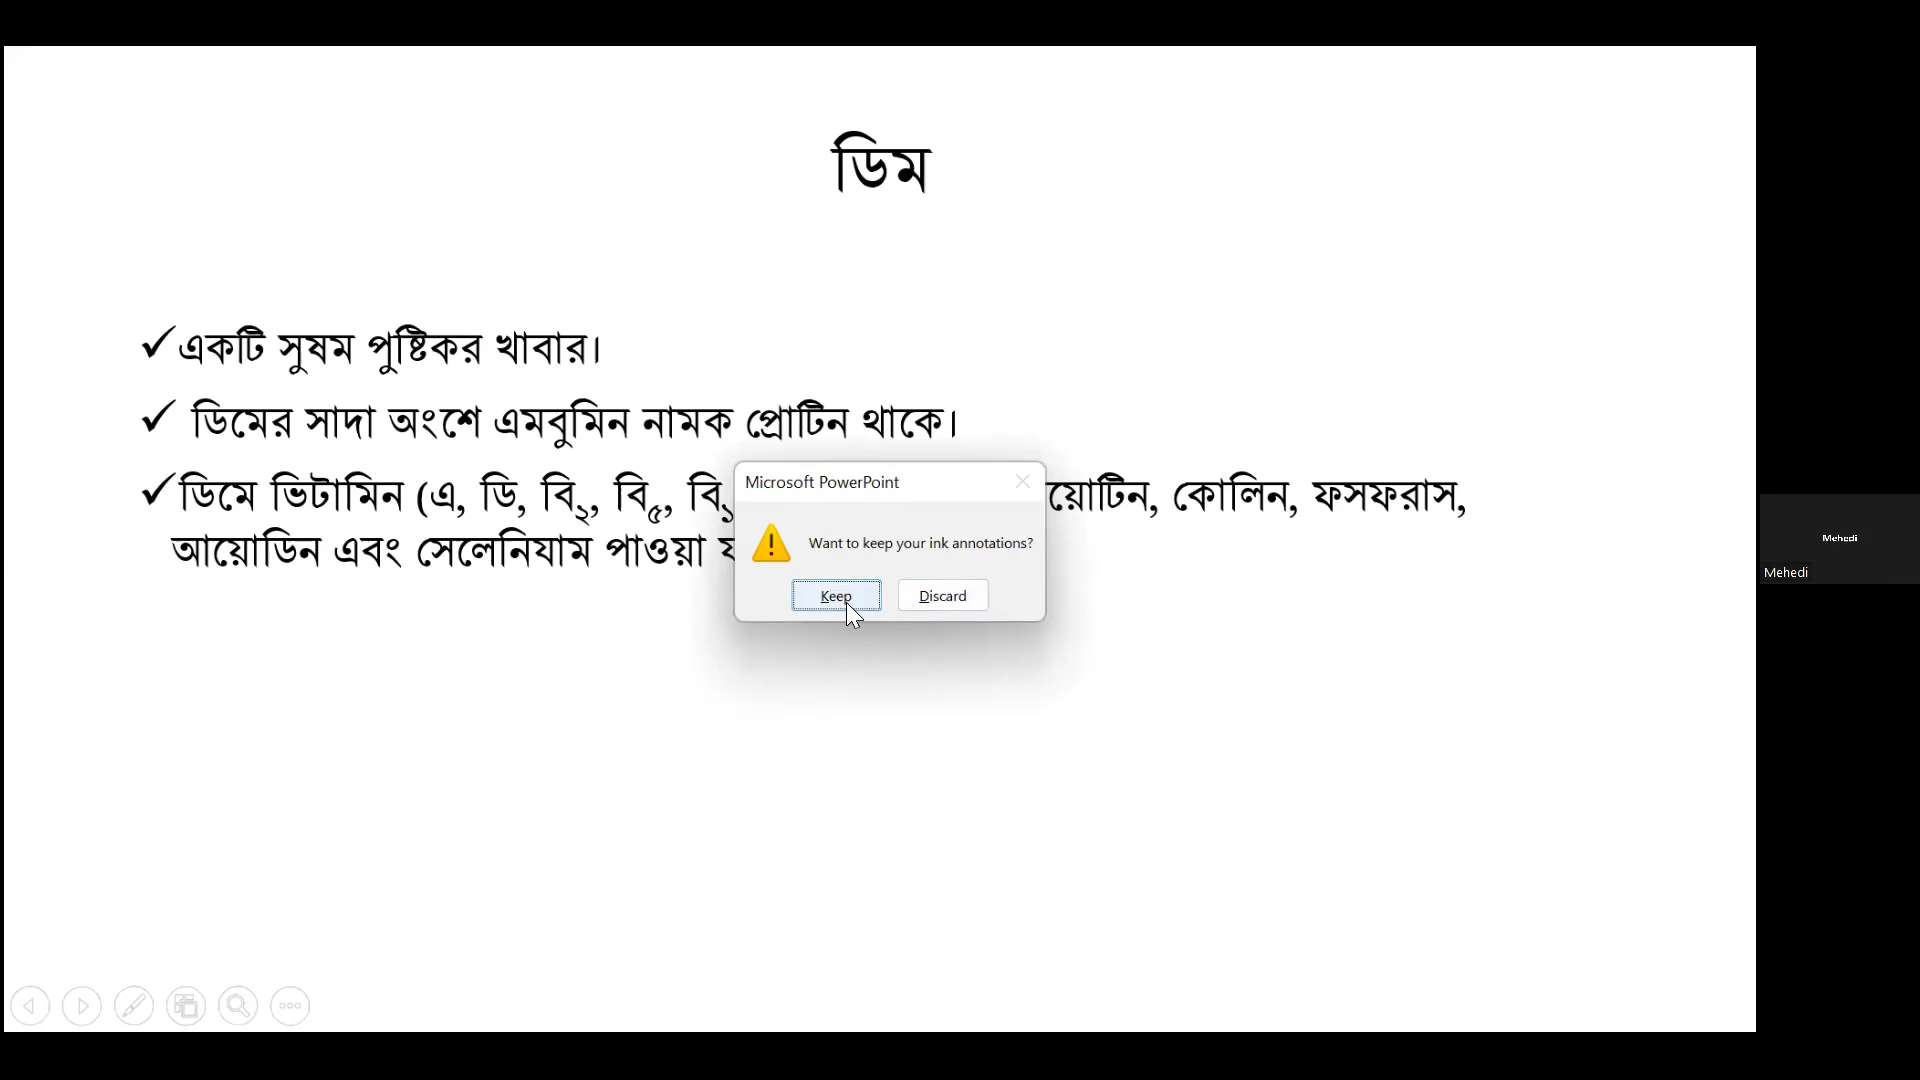 ডিম
✓একটি সুষম পুষ্টিকর খাবার।
✓ ডিমের সাদা অংশে এমবুমিন নামক প্রোটিন থাকে।
✓ডিমে ভিটামিন (এ, ডি, বি২, বি৫, বি১ য়োটিন, কোলিন, ফসফরাস,
আয়োডিন এবং সেলেনিযাম পাওয়া য
Microsoft PowerPoint
Want to keep your ink annotations?
Keep Discard
Mehedi
Mehedi